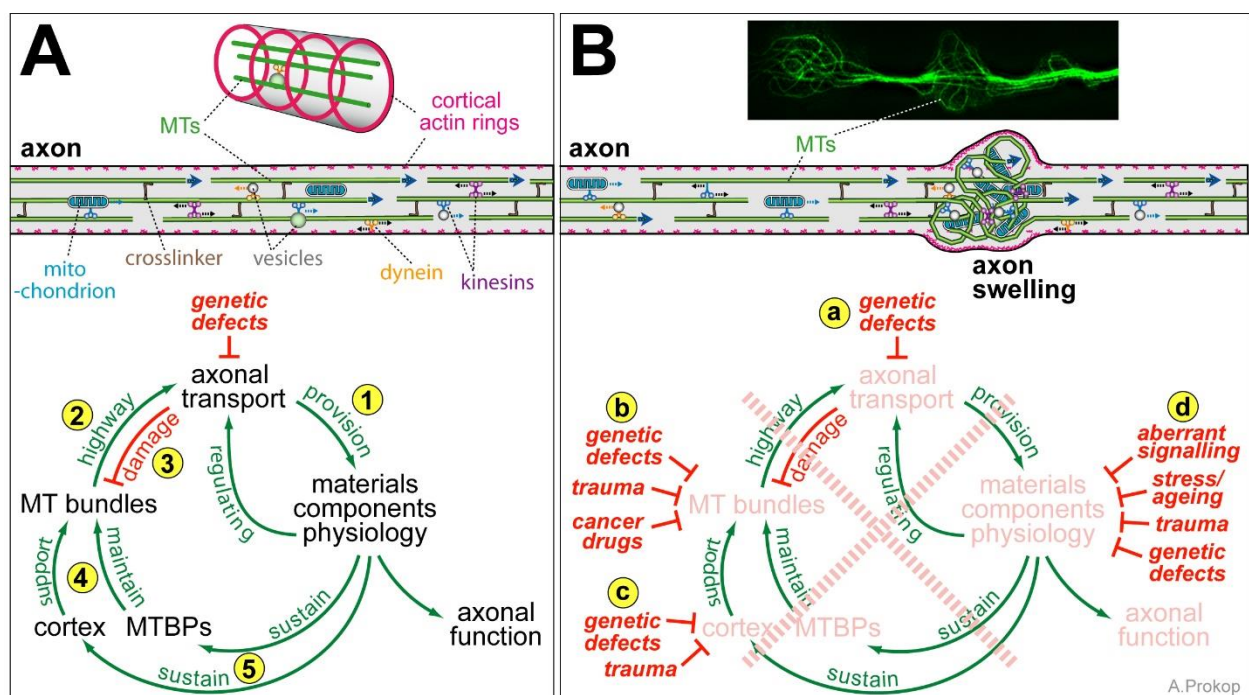 A
MTs
cortical
actin rings
axon
mito
-chondrion
crosslinker
vesicles
dynein
kinesins
genetic
defects
axonal
transport
1
provision
2
highway
damage
3
regulating
MT bundles
materials
components
physiology
4
support
maintain
cortex
MTBPs
sustain
5
sustain
axonal
function
B
axon
MTs
axon
swelling
a
genetic
defects
axonal
transport
provision
highway
damage
regulating
b
genetic
defects
trauma
cancer
drugs
MT bundles
d
aberrant
signalling
stress/
ageing
trauma
genetic
defects
materials
components
physiology
support
maintain
c
genetic
defects
trauma
cortex
MTBPs
sustain
sustain
axonal
function
A.Prokop